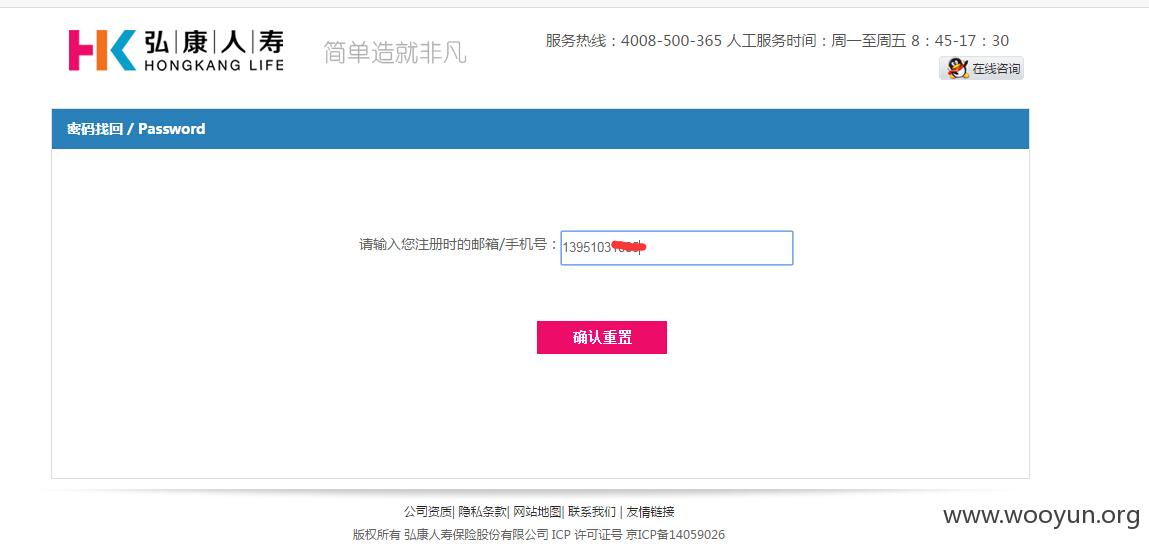 弘康人寿
HONGKANG LIFE
简单造就非凡
服务热线：4008-500-365 人工服务时间：周一至周五 8：45-17：30
在线咨询
密码找回 / Password
请输入您注册时的邮箱/手机号：1395103
确认重置
公司资质| 隐私条款| 网站地图| 联系我们 | 友情链接
版权所有 弘康人寿保险股份有限公司 ICP 许可证号 京ICP备14059026
www.wooyun.org